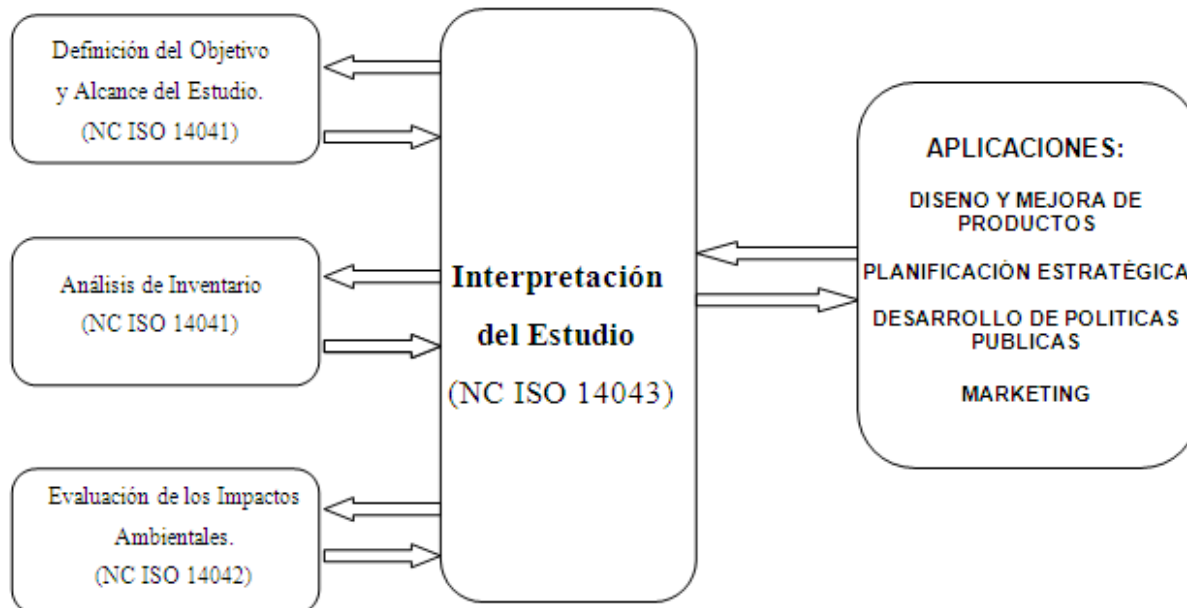 Definición del Objetivo
y Alcance del Estudio.
(NC ISO 14041)
Análisis de Inventario
(NC ISO 14041)
Evaluación de los Impactos
Ambientales.
(NC ISO 14042)
Interpretación
del Estudio
(NC ISO 14043)
APLICACIONES:
DISENO Y MEJORA DE
PRODUCTOS
PLANIFICACIÓN ESTRATÉGICA
DESARROLLO DE POLITICAS
PUBLICAS
MARKETING